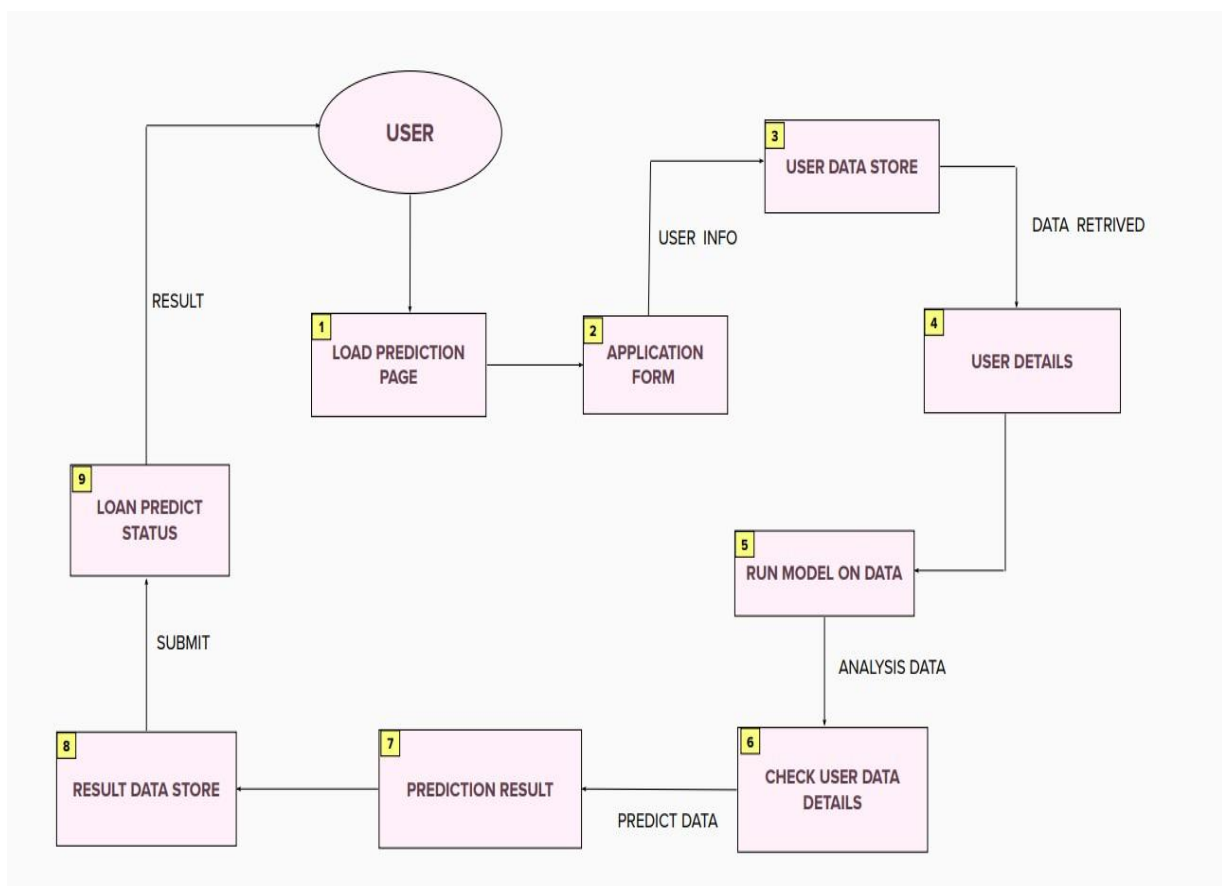 USER
3
USER DATA STORE
USER INFO
DATA RETRIVED
RESULT
1
LOAD PREDICTION
PAGE
2
APPLICATION
FORM
4
USER DETAILS
9
LOAN PREDICT
STATUS
5
RUN MODEL ON DATA
SUBMIT
ANALYSIS DATA
8
RESULT DATA STORE
7
PREDICTION RESULT
6
CHECK USER DATA
DETAILS
PREDICT DATA